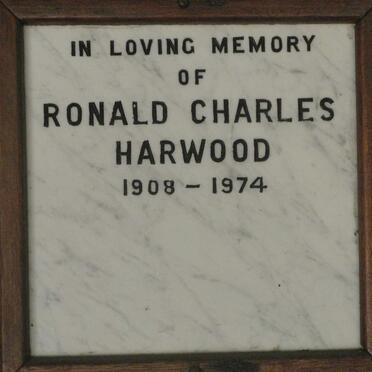 IN LOVING MEMORY
OF
RONALD CHARLES
HARWOOD
1908 – 1974